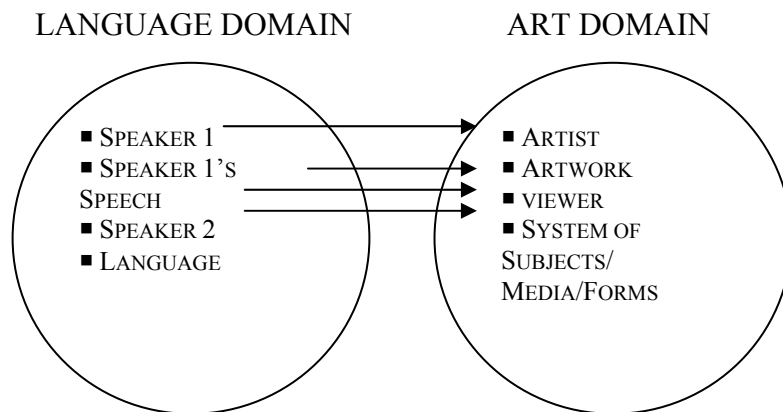 LANGUAGE DOMAIN
ART DOMAIN
▪ SPEAKER 1
▪ SPEAKER 1’S
SPEECH
▪ SPEAKER 2
▪ LANGUAGE
▪ ARTIST
▪ ARTWORK
▪ VIEWER
▪ SYSTEM OF
SUBJECTS/
MEDIA/FORMS